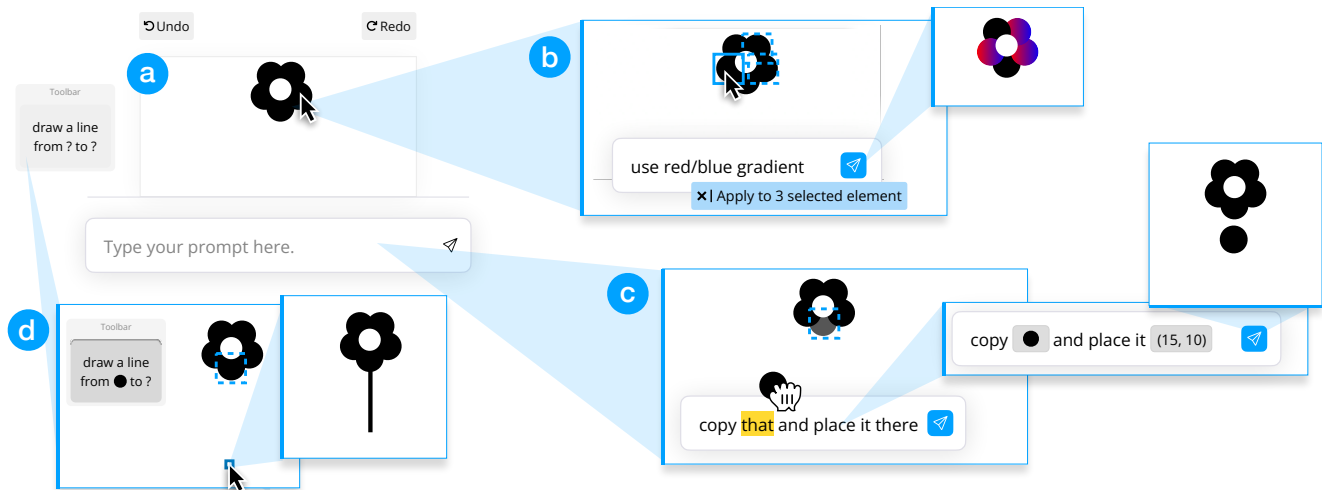 Undo
Redo
a
Toolbar
draw a line
from ? to ?
Type your prompt here.
b
use red/blue gradient
Apply to 3 selected element
c
copy that and place it there
copy and place it (15, 10)
d
Toolbar
draw a line
from to ?